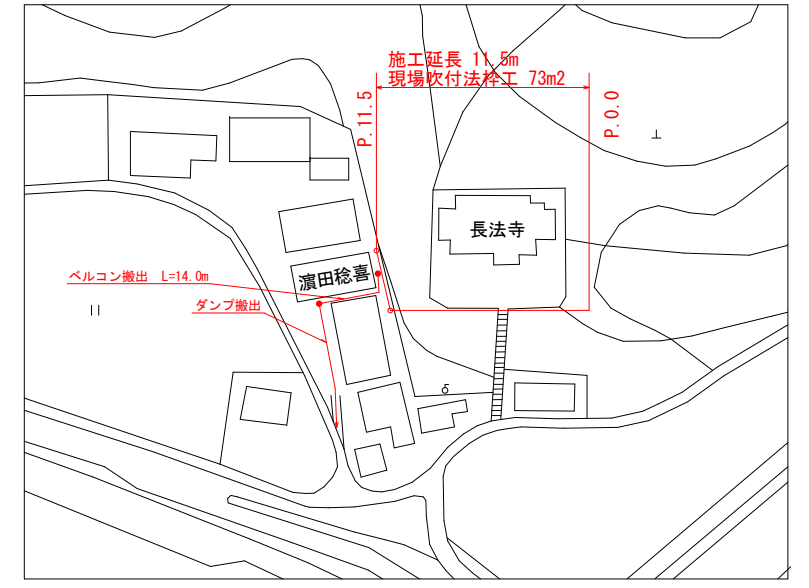 施工延長 11.5m
現場吹付法枠工 73m2
P.11.5
P.0.0
長法寺
濵田稔喜
ベルコン搬出 L=14.0m
ダンプ搬出